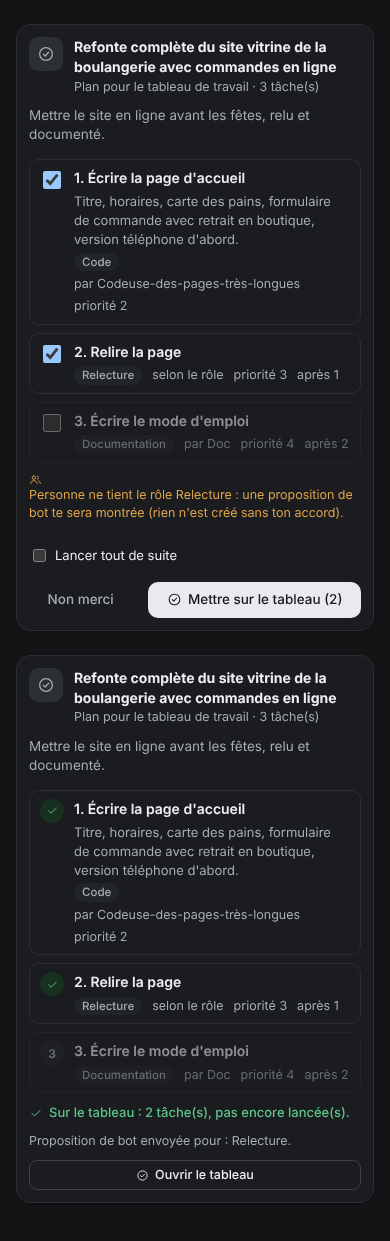 Refonte complète du site vitrine de la
boulangerie avec commandes en ligne
Plan pour le tableau de travail · 3 tâche(s)
Mettre le site en ligne avant les fêtes, relu et
documenté.
1. Écrire la page d'accueil
Titre, horaires, carte des pains, formulaire
de commande avec retrait en boutique,
version téléphone d'abord.
Code
par Codeuse-des-pages-très-longues
priorité 2
2. Relire la page
Relecture selon le rôle priorité 3 après 1
3. Écrire le mode d'emploi
Documentation par Doc priorité 4 après 2
Personne ne tient le rôle Relecture : une proposition de
bot te sera montrée (rien n'est créé sans ton accord).
Lancer tout de suite
Non merci Mettre sur le tableau (2)
Refonte complète du site vitrine de la
boulangerie avec commandes en ligne
Plan pour le tableau de travail · 3 tâche(s)
Mettre le site en ligne avant les fêtes, relu et
documenté.
1. Écrire la page d'accueil
Titre, horaires, carte des pains, formulaire
de commande avec retrait en boutique,
version téléphone d'abord.
Code
par Codeuse-des-pages-très-longues
priorité 2
2. Relire la page
Relecture selon le rôle priorité 3 après 1
3 3. Écrire le mode d'emploi
Documentation par Doc priorité 4 après 2
Sur le tableau : 2 tâche(s), pas encore lancée(s).
Proposition de bot envoyée pour : Relecture.
Ouvrir le tableau